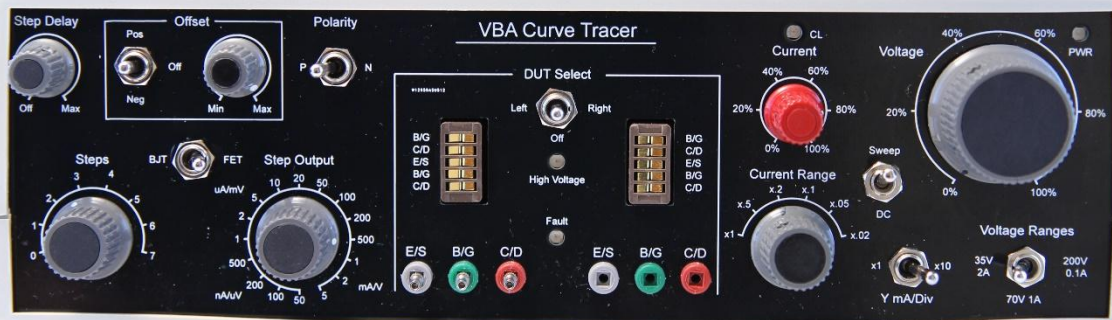 Step Delay
Off
Max
Offset
Pos
Off
Neg
Min
Max
Polarity
P
N
VBA Curve Tracer
CL
Current
0%
20%
40%
60%
80%
100%
Voltage
0%
20%
40%
60%
80%
100%
PWR
DUT Select
Left
Right
Off
High Voltage
Fault
B/G
C/D
E/S
B/G
C/D
B/G
C/D
E/S
B/G
C/D
E/S
B/G
C/D
E/S
B/G
C/D
BJT
FET
Steps
0
1
2
3
4
5
6
7
Step Output
uA/mV
nA/uV
mA/V
50
100
200
500
1
2
5
10
20
50
100
200
500
1
2
5
Current Range
x1
x.5
x.2
x.1
x.05
x.02
Sweep
DC
x1
x10
Y mA/Div
Voltage Ranges
35V
2A
200V
0.1A
70V 1A